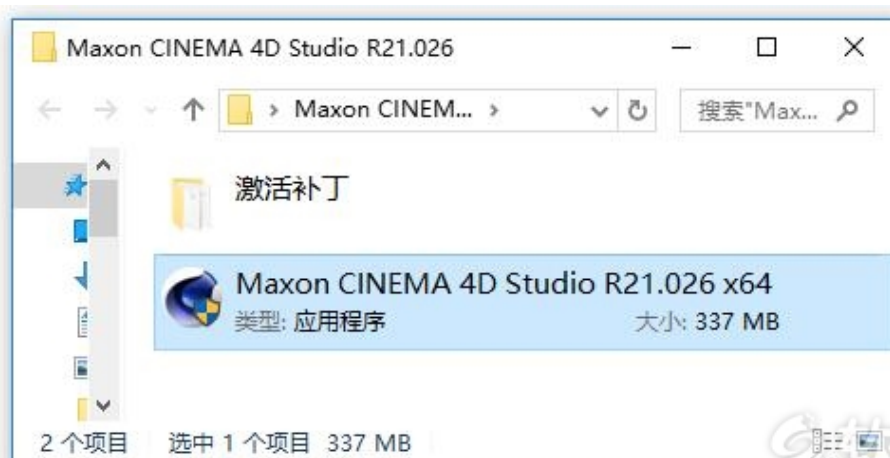 Maxon CINEMA 4D Studio R21.026
Maxon CINEM...
搜索"Max...
激活补丁
Maxon CINEMA 4D Studio R21.026 x64
类型: 应用程序 大小: 337 MB
2 个项目 选中 1 个项目 337 MB